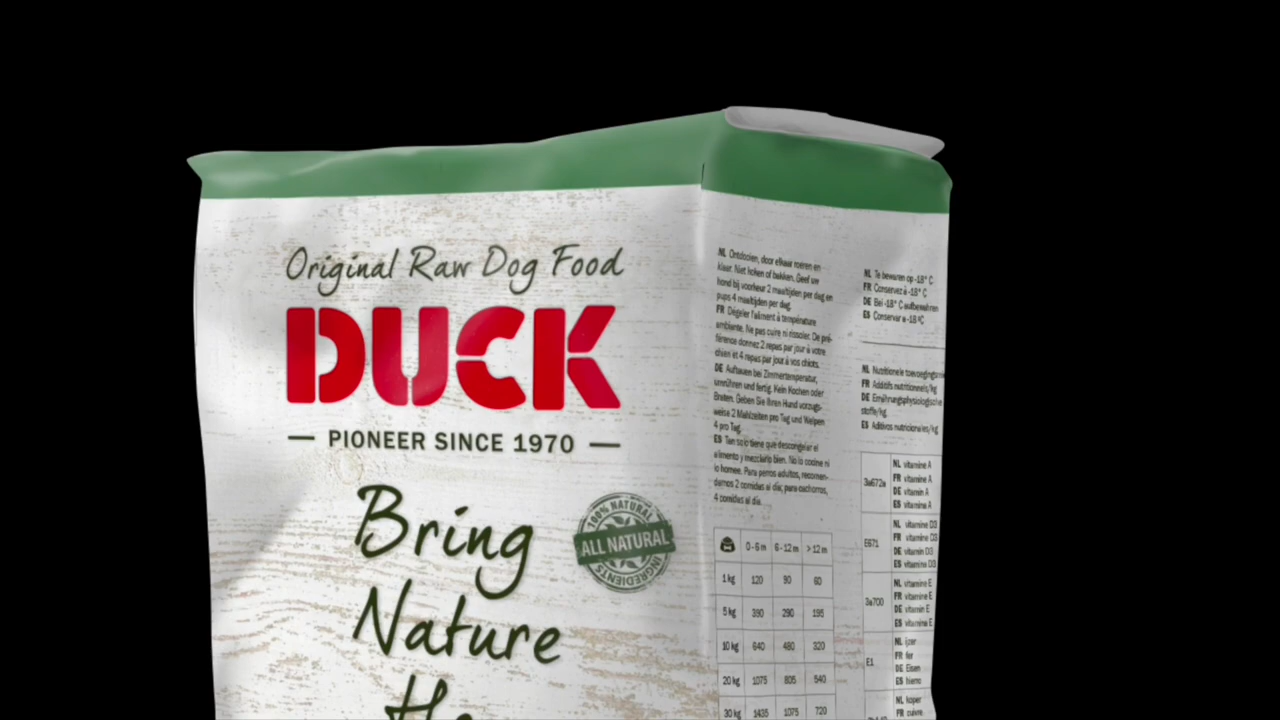 Original Raw Dog Food
DUCK
PIONEER SINCE 1970
Bring
Nature
100% NATURAL
ALL NATURAL
INGREDIENTS
NL Ontdooien, door elkaar roeren en
klaar. Niet koken of bakken. Geef uw
hond bij voorkeur 2 maaltijden per dag en
pups 4 maaltijden per dag.
FR Dégeler l'aliment à température
ambiante. Ne pas cuire ni rissoler. De pré-
férence donnez 2 repas par jour à votre
chien et 4 repas par jour à vos chiots.
DE Auftauen bei Zimmertemperatur,
umrühren und fertig. Kein Kochen oder
Braten. Geben Sie Ihren Hund vorzugs-
weise 2 Mahlzeiten pro Tag und Welpen
4 pro Tag.
ES Tan solo tiene que descongelar el
alimento y mezclarlo bien. No lo cocine ni
lo hornee. Para perros adultos, recomen-
damos 2 comidas al día; para cachorros,
4 comidas al día.
0-6 m 6-12 m >12 m
1 kg 120 90 60
5 kg 390 290 195
10 kg 640 480 320
20 kg 1075 805 540
30 kg 1435 1075 720
NL Te bewaren op -18° C
FR Conservez à -18° C
DE Bei -18° C aufbewahren
ES Conservar a -18 °C
NL Nutritionele toevoegings
FR Additifs nutritionnels/kg
DE Ernährungsphysiologische
stoffe/kg
ES Aditivos nutricionales/kg
3a672a
NL vitamine A
FR vitamine A
DE vitamin A
ES vitamina A
E671
NL vitamine D3
FR vitamine D3
DE vitamin D3
ES vitamina D3
3a700
NL vitamine E
FR vitamine E
DE vitamin E
ES vitamina E
E1
NL ijzer
FR fer
DE Eisen
ES hierro
NL koper
FR cuivre